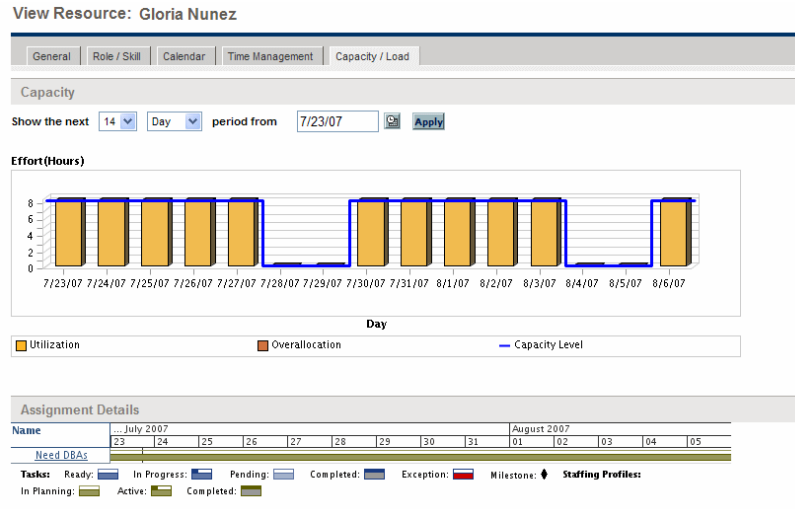 View Resource: Gloria Nunez
General Role / Skill Calendar Time Management Capacity / Load
Capacity
Show the next 14 Day period from 7/23/07 Apply
Effort(Hours)
8
6
4
2
0
7/23/07 7/24/07 7/25/07 7/26/07 7/27/07 7/28/07 7/29/07 7/30/07 7/31/07 8/1/07 8/2/07 8/3/07 8/4/07 8/5/07 8/6/07
Day
Utilization Overallocation Capacity Level
Assignment Details
Name ... July 2007 August 2007
23 24 25 26 27 28 29 30 31 01 02 03 04 05
Need DBAs
Tasks: Ready: In Progress: Pending: Completed: Exception: Milestone: Staffing Profiles:
In Planning: Active: Completed: